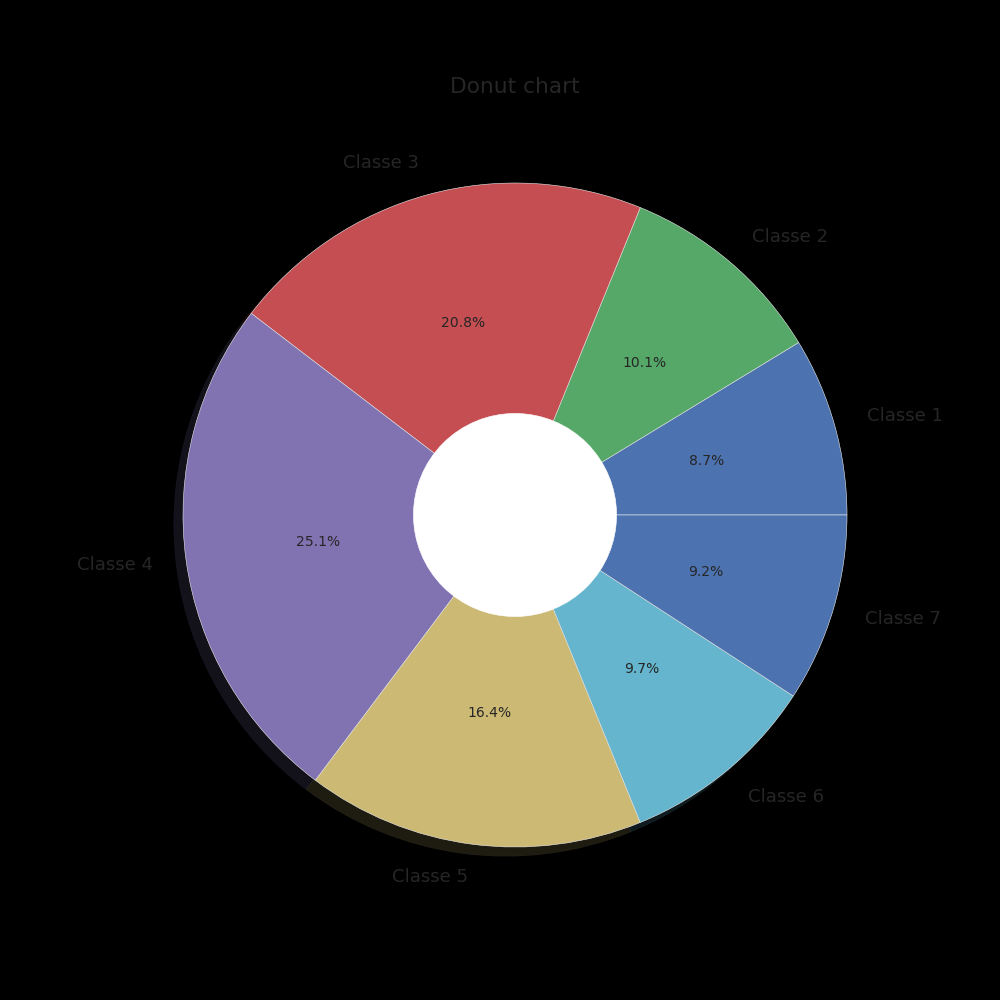 Donut chart
Classe 3
Classe 2
20.8%
10.1%
Classe 1
8.7%
25.1%
Classe 4
9.2%
Classe 7
9.7%
16.4%
Classe 6
Classe 5